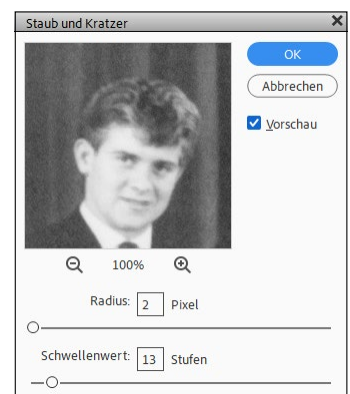 Staub und Kratzer
OK
Abbrechen
Vorschau
100%
Radius: 2 Pixel
Schwellenwert: 13 Stufen